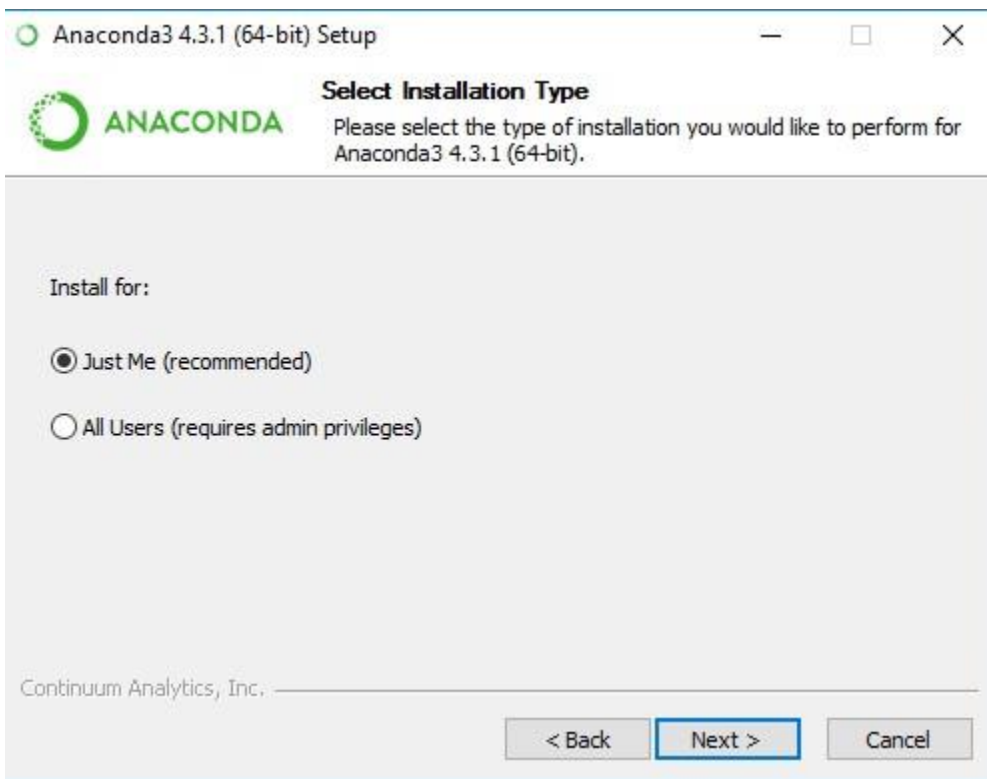 Anaconda3 4.3.1 (64-bit) Setup
ANACONDA
Select Installation Type
Please select the type of installation you would like to perform for
Anaconda3 4.3.1 (64-bit).
Install for:
Just Me (recommended)
All Users (requires admin privileges)
Continuum Analytics, Inc.
< Back Next > Cancel